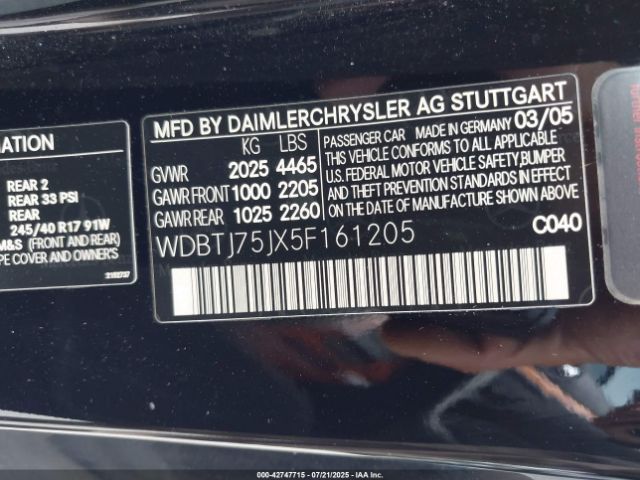 MATION
REAR 2
REAR 33 PSI
REAR
245/40 R17 91W
M&S (FRONT AND REAR)
PE COVER AND OWNER'S
MFD BY DAIMLERCHRYSLER AG STUTTGART
KG LBS
GVWR 2025 4465
GAWR FRONT 1000 2205
GAWR REAR 1025 2260
PASSENGER CAR MADE IN GERMANY 03/05
THIS VEHICLE CONFORMS TO ALL APPLICABLE
U.S. FEDERAL MOTOR VEHICLE SAFETY, BUMPER
AND THEFT PREVENTION STANDARDS IN EFFECT
ON THE DATE OF MANUFACTURE SHOWN ABOVE
WDBTJ75JX5F161205
C040
000-42747715 - 07/21/2025 - IAA Inc.